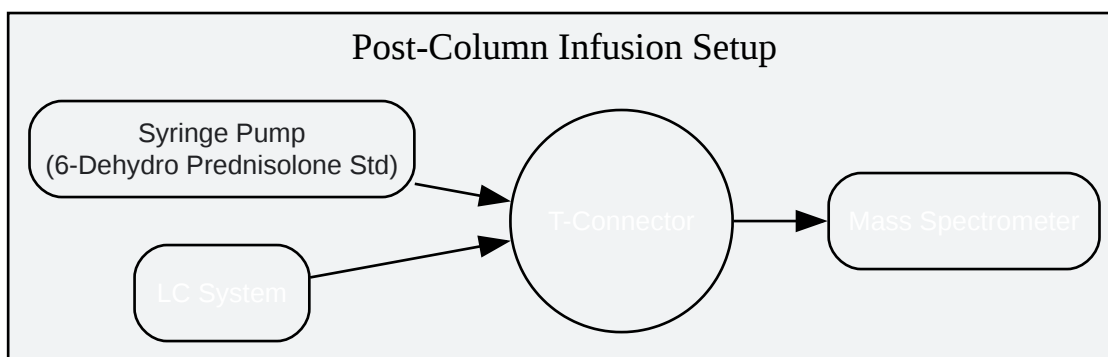 Post-Column Infusion Setup
Syringe Pump
(6-Dehydro Prednisolone Std)
T-Connector
Mass Spectrometer
LC System